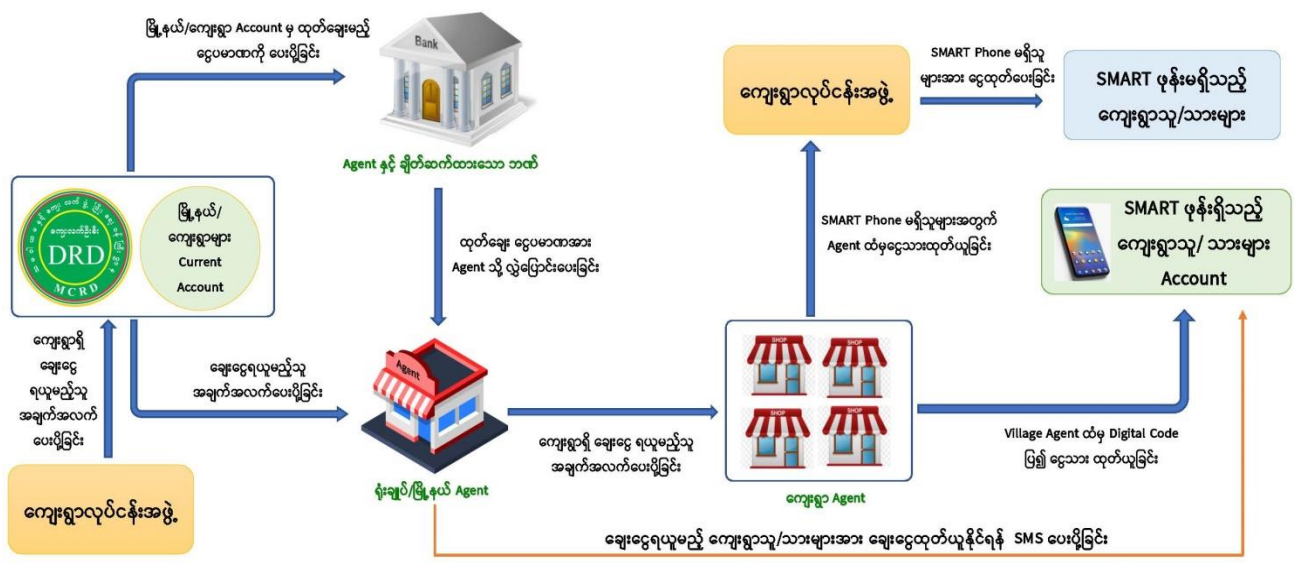 မြို့နယ်/ကျေးရွာ Account မှ ထုတ်ချေးမည့်
ငွေပမာဏကို ပေးပို့ခြင်း
Bank
Agent နှင့် ချိတ်ဆက်ထားသော ဘဏ်
ကျေးလက်ဦးစီး
DRD
MCRD
မြို့နယ်/
ကျေးရွာများ
Current
Account
ထုတ်ချေး ငွေပမာဏအား
Agent သို့ လွှဲပြောင်းပေးခြင်း
ကျေးရွာရှိ
ချေးငွေ
ရယူမည့်သူ
အချက်အလက်
ပေးပို့ခြင်း
ကျေးရွာလုပ်ငန်းအဖွဲ့
ချေးငွေရယူမည့်သူ
အချက်အလက်ပေးပို့ခြင်း
Agent
ရုံးချုပ်/မြို့နယ် Agent
ကျေးရွာရှိ ချေးငွေ ရယူမည့်သူ
အချက်အလက်ပေးပို့ခြင်း
SHOP
SHOP
SHOP
SHOP
ကျေးရွာ Agent
SMART Phone မရှိသူများအတွက်
Agent ထံမှငွေသားထုတ်ယူခြင်း
ကျေးရွာလုပ်ငန်းအဖွဲ့
SMART Phone မရှိသူ
များအား ငွေထုတ်ပေးခြင်း
SMART ဖုန်းမရှိသည့်
ကျေးရွာသူ/သားများ
SMART ဖုန်းရှိသည့်
ကျေးရွာသူ/ သားများ
Account
Village Agent ထံမှ Digital Code
ပြ၍ ငွေသား ထုတ်ယူခြင်း
ချေးငွေရယူမည့် ကျေးရွာသူ/သားများအား ချေးငွေထုတ်ယူနိုင်ရန် SMS ပေးပို့ခြင်း